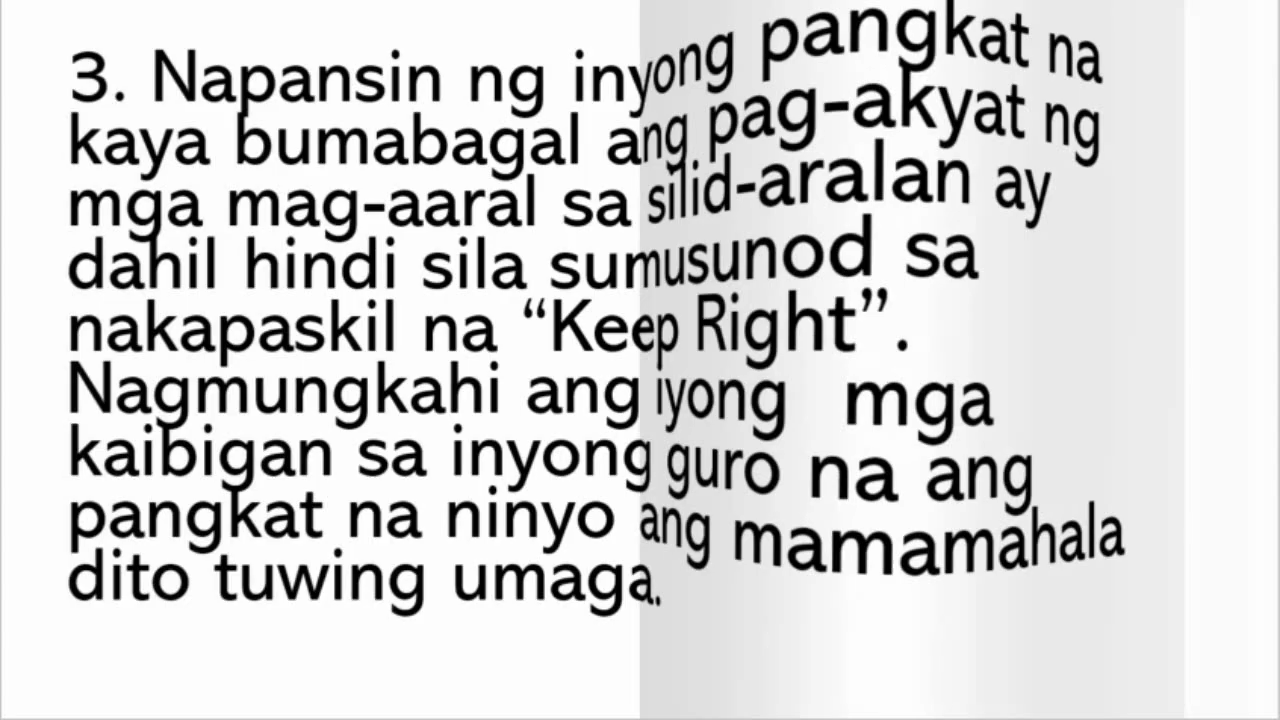 3. Napansin ng inyong pangkat na
kaya bumabagal ang pag-akyat ng
mga mag-aaral sa silid-aralan ay
dahil hindi sila sumusunod sa
nakapaskil na “Keep Right”.
Nagmungkahi ang iyong mga
kaibigan sa inyong guro na ang
pangkat na ninyo ang mamamahala
dito tuwing umaga.